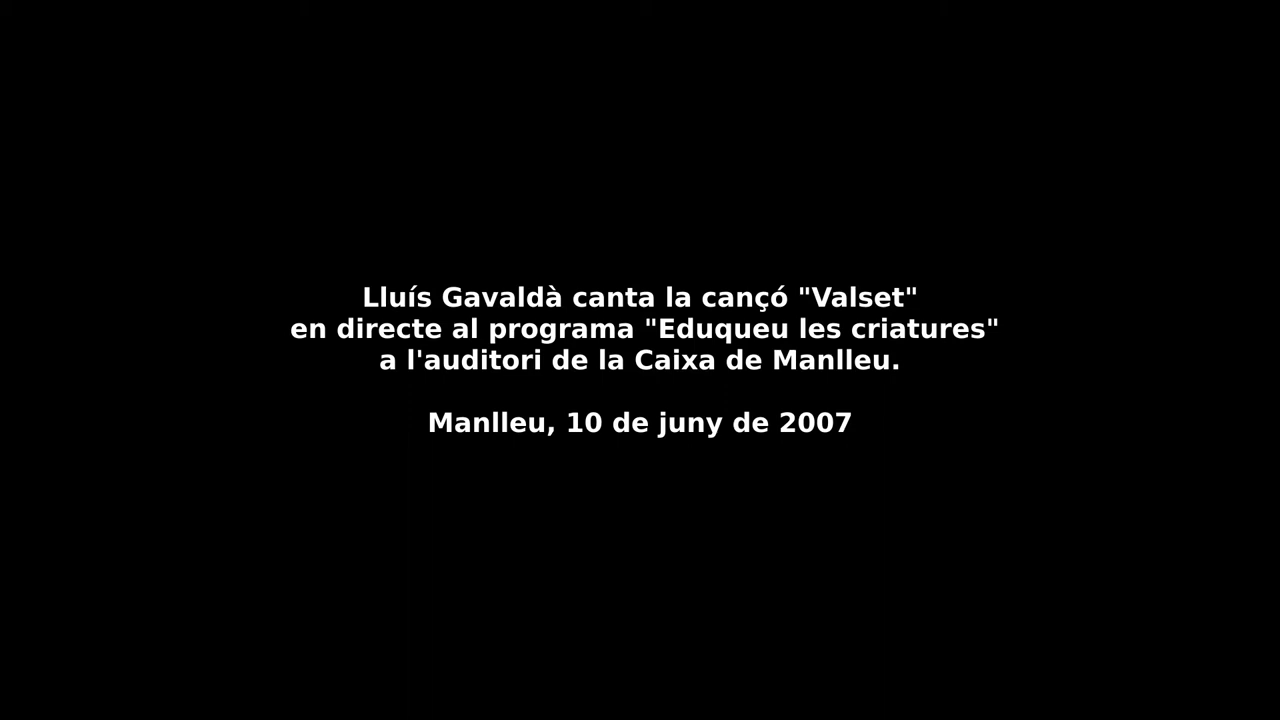 Lluís Gavaldà canta la cançó "Valset"
en directe al programa "Eduqueu les criatures"
a l'auditori de la Caixa de Manlleu.
Manlleu, 10 de juny de 2007